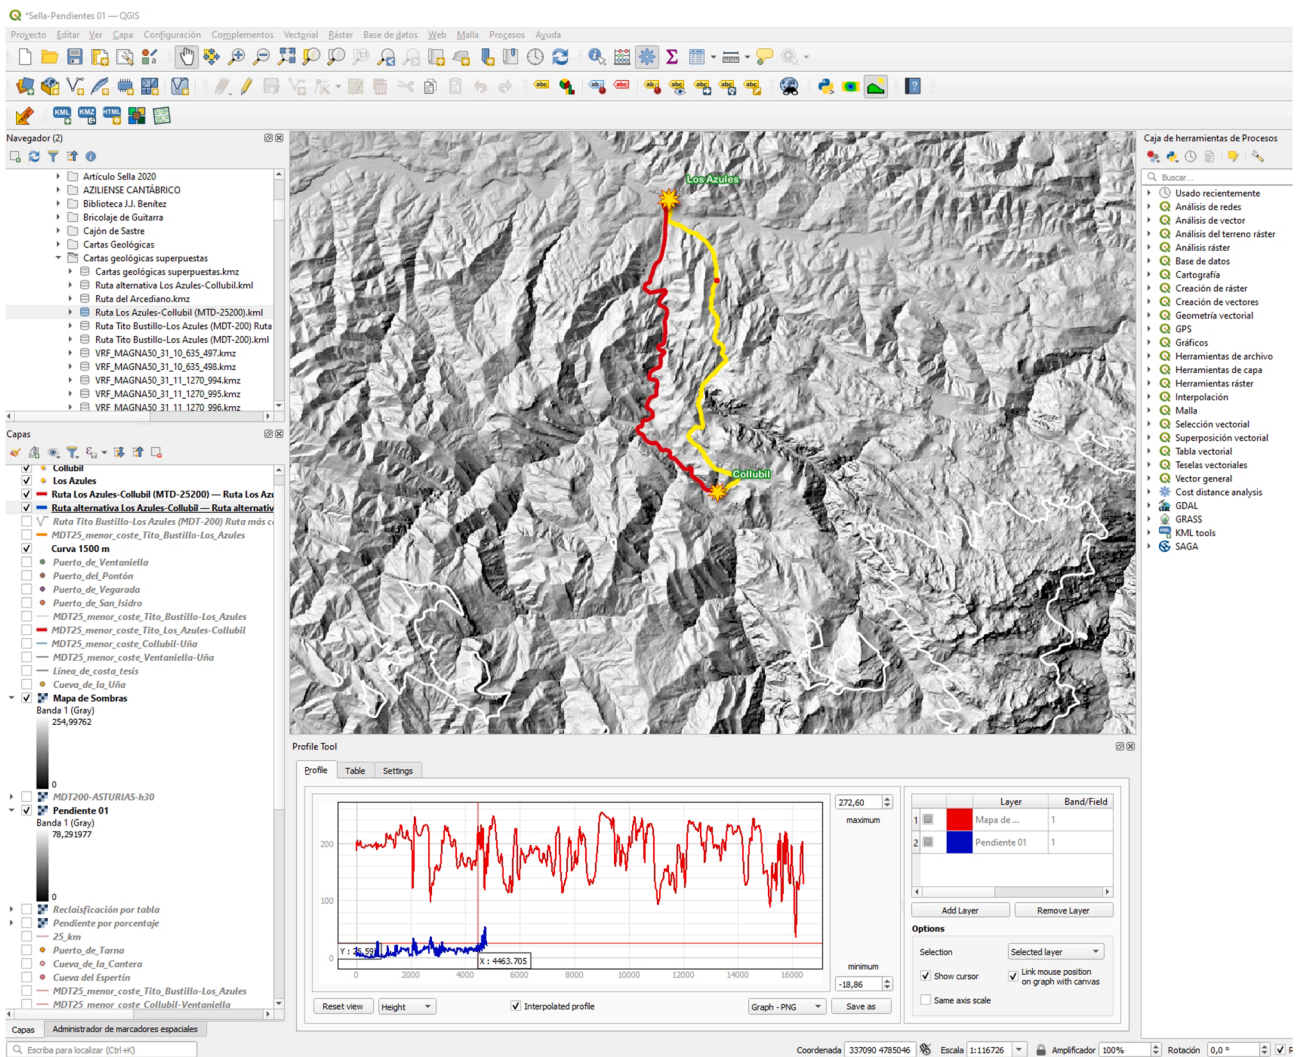 *Sella-Pendientes 01 — QGIS
Proyecto Editar Ver Capa Configuración Complementos Vectorial Ráster Base de datos Web Malla Procesos Ayuda
Navegador (2)
Artículo Sella 2020
AZILIENSE CANTÁBRICO
Biblioteca J.J. Benítez
Bricolaje de Guitarra
Cajón de Sastre
Cartas Geológicas
Cartas geológicas superpuestas
Cartas geológicas superpuestas.kmz
Ruta alternativa Los Azules-Collubil.kml
Ruta del Arcediano.kmz
Ruta Los Azules-Collubil (MTD-25200).kml
Ruta Tito Bustillo-Los Azules (MDT-200) Ruta
Ruta Tito Bustillo-Los Azules (MDT-200).kml
VRF_MAGNA50_31_10_635_497.kmz
VRF_MAGNA50_31_10_635_498.kmz
VRF_MAGNA50_31_11_1270_994.kmz
VRF_MAGNA50_31_11_1270_995.kmz
VRF_MAGNA50_31_11_1270_996.kmz
Capas
Collubil
Los Azules
Ruta Los Azules-Collubil (MTD-25200) — Ruta Los Az
Ruta alternativa Los Azules-Collubil — Ruta alternativ
Ruta Tito Bustillo-Los Azules (MDT-200) Ruta más c
MDT25_menor_coste_Tito_Bustillo-Los_Azules
Curva 1500 m
Puerto_de_Ventaniella
Puerto_del_Pontón
Puerto_de_Vegarada
Puerto_de_San_Isidro
MDT25_menor_coste_Tito_Bustillo-Los_Azules
MDT25_menor_coste_Tito_Los_Azules-Collubil
MDT25_menor_coste_Collubil-Uña
MDT25_menor_coste_Ventaniella-Uña
Línea_de_costa_tesis
Cueva_de_la_Uña
Mapa de Sombras
Banda 1 (Gray)
254,99762
0
MDT200-ASTURIAS-h30
Pendiente 01
Banda 1 (Gray)
78,291977
0
Reclaisficación por tabla
Pendiente por porcentaje
25_km
Puerto_de_Tarna
Cueva_de_la_Cantera
Cueva del Espertín
MDT25_menor_coste_Tito_Bustillo-Los_Azules
MDT25 menor coste Collubil-Ventaniella
Capas Administrador de marcadores espaciales
Escriba para localizar (Ctrl+K)
Los Azules
Collubil
Profile Tool
Profile Table Settings
200
100
0
Y : 25,59
X : 4463.705
0 2000 4000 6000 8000 10000 12000 14000 16000
272,60
maximum
minimum
-18,86
Reset view Height Interpolated profile Graph - PNG Save as
Layer Band/Field
1 Mapa de ... 1
2 Pendiente 01 1
Add Layer Remove Layer
Options
Selection Selected layer
Show cursor Link mouse position on graph with canvas
Same axis scale
Caja de herramientas de Procesos
Buscar...
Usado recientemente
Análisis de redes
Análisis de vector
Análisis del terreno ráster
Análisis ráster
Base de datos
Cartografía
Creación de ráster
Creación de vectores
Geometría vectorial
GPS
Gráficos
Herramientas de archivo
Herramientas de capa
Herramientas ráster
Interpolación
Malla
Selección vectorial
Superposición vectorial
Tabla vectorial
Teselas vectoriales
Vector general
Cost distance analysis
GDAL
GRASS
KML tools
SAGA
Coordenada 337090 4785046 Escala 1:116726 Amplificador 100% Rotación 0,0 °